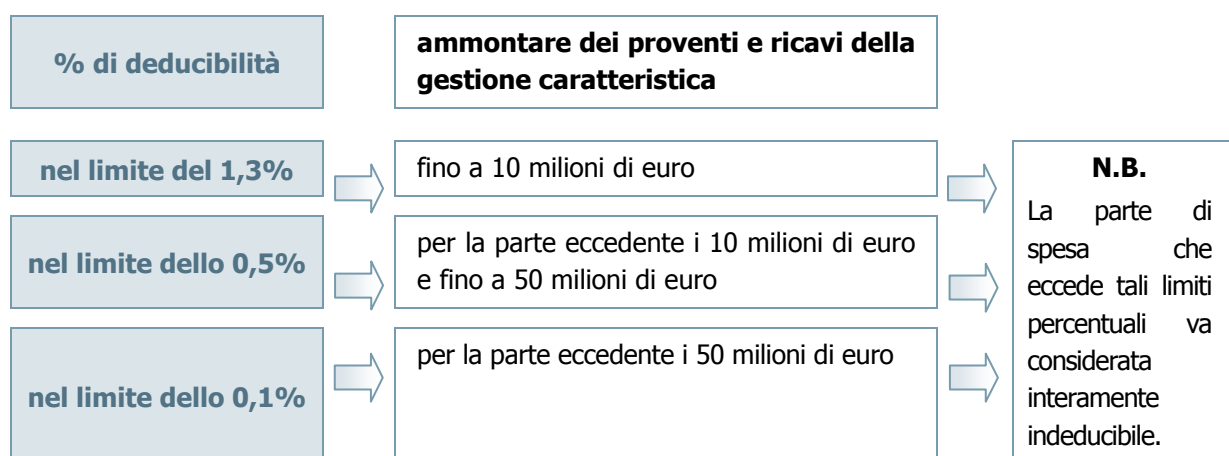 % di deducibilità
ammontare dei proventi e ricavi della
gestione caratteristica
nel limite del 1,3%
fino a 10 milioni di euro
nel limite dello 0,5%
per la parte eccedente i 10 milioni di euro
e fino a 50 milioni di euro
nel limite dello 0,1%
per la parte eccedente i 50 milioni di euro
N.B.
La parte di
spesa che
eccede tali limiti
percentuali va
considerata
interamente
indeducibile.